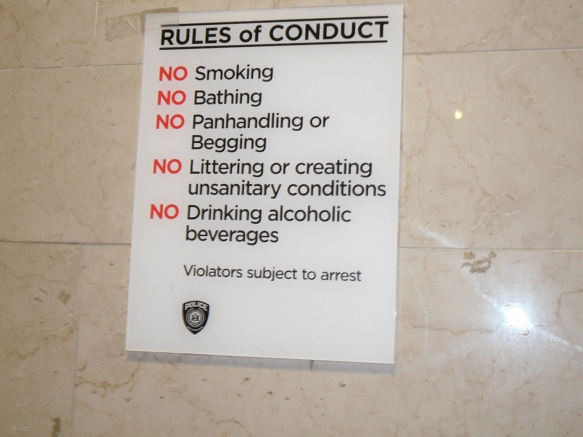 RULES of CONDUCT
NO Smoking
NO Bathing
NO Panhandling or
Begging
NO Littering or creating
unsanitary conditions
NO Drinking alcoholic
beverages
Violators subject to arrest
POLICE